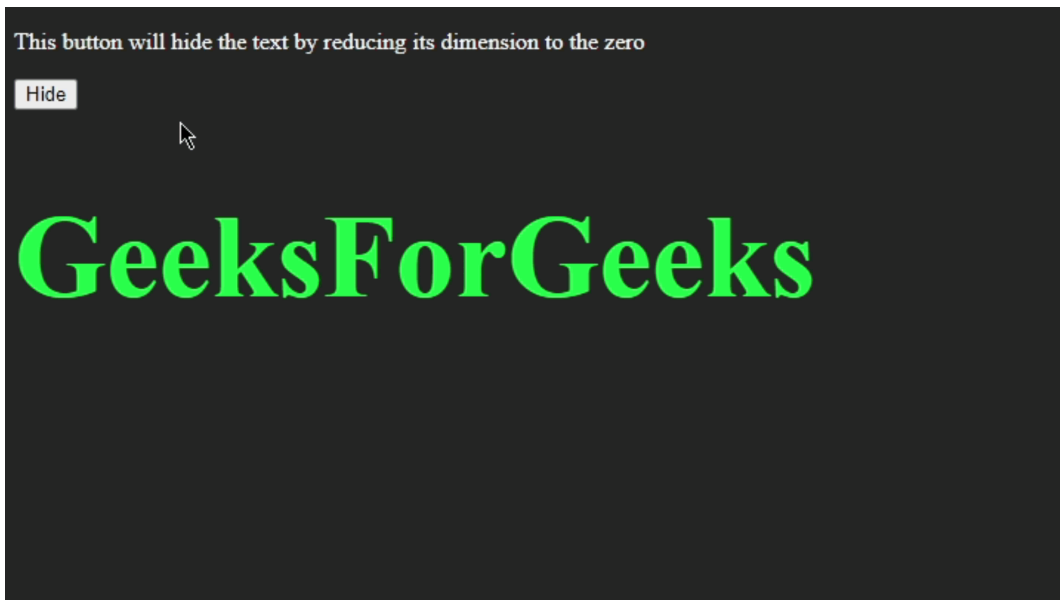 This button will hide the text by reducing its dimension to the zero
Hide
GeeksForGeeks